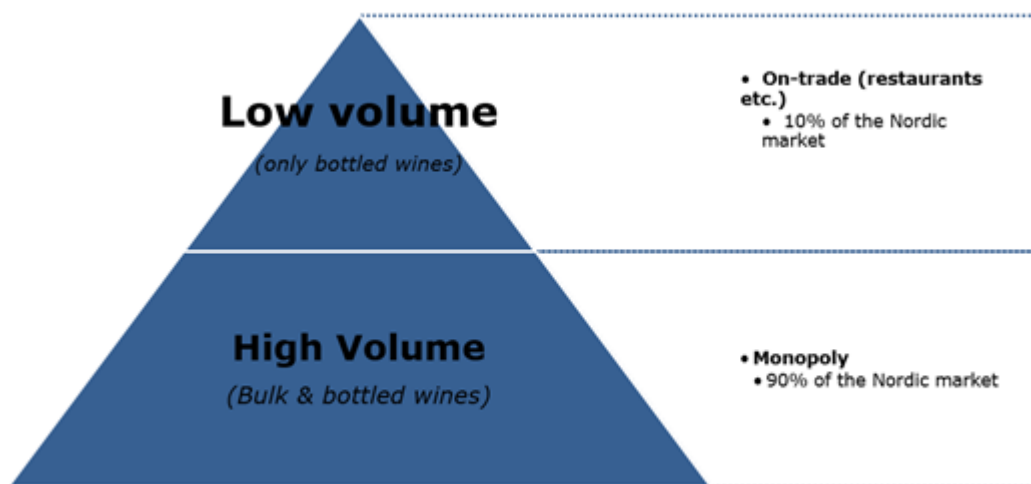 Low volume
(only bottled wines)
• On-trade (restaurants
etc.)
• 10% of the Nordic
market
High Volume
(Bulk & bottled wines)
• Monopoly
• 90% of the Nordic market